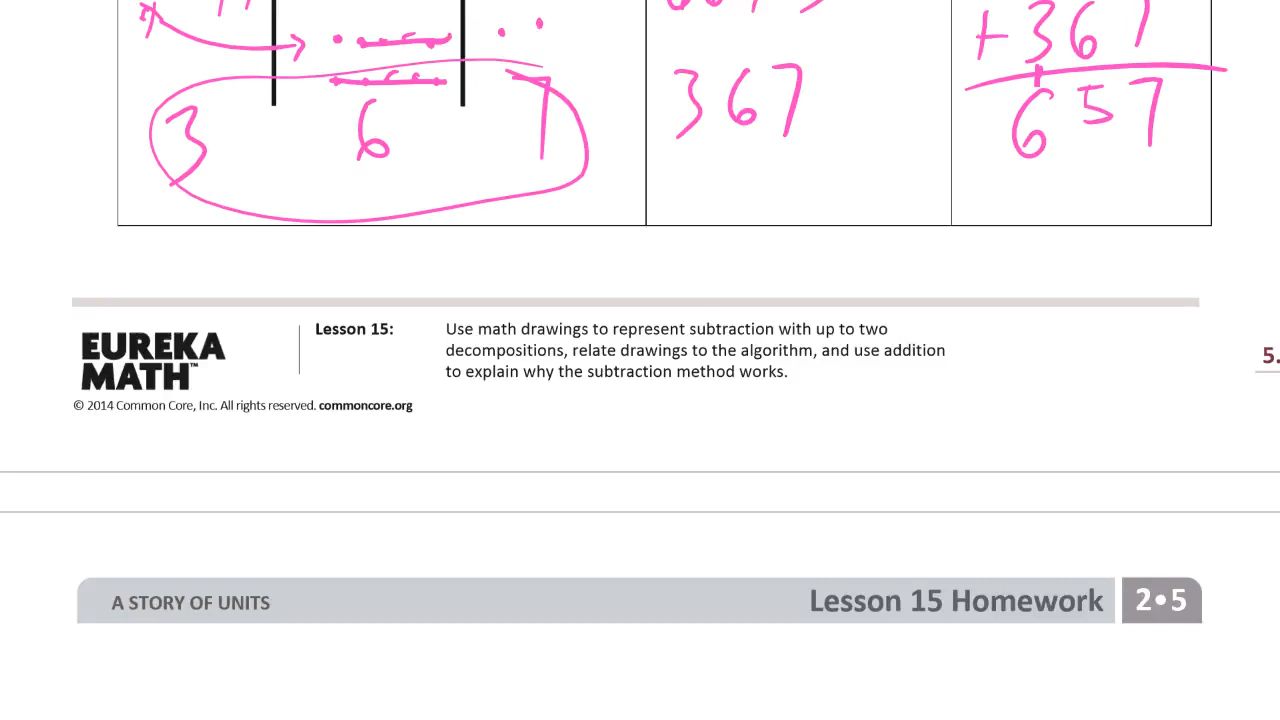 +367
367
657
3 6 7
EUREKA
MATH™
© 2014 Common Core, Inc. All rights reserved. commoncore.org
Lesson 15:
Use math drawings to represent subtraction with up to two
decompositions, relate drawings to the algorithm, and use addition
to explain why the subtraction method works.
5.
A STORY OF UNITS
Lesson 15 Homework
2•5